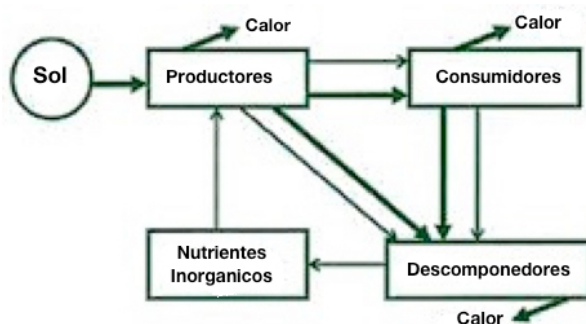 Calor
Calor
Sol
Productores
Consumidores
Nutrientes
Inorganicos
Descomponedores
Calor